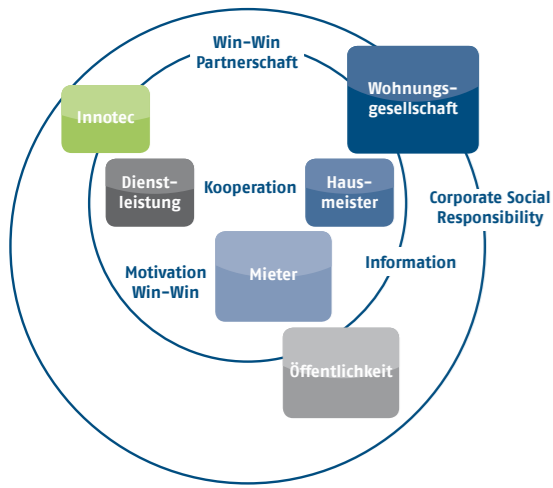 Win-Win
Partnerschaft
Wohnungs-
gesellschaft
Innotec
Dienst-
leistung
Kooperation
Haus-
meister
Corporate Social
Responsibility
Motivation
Win-Win
Mieter
Information
Öffentlichkeit